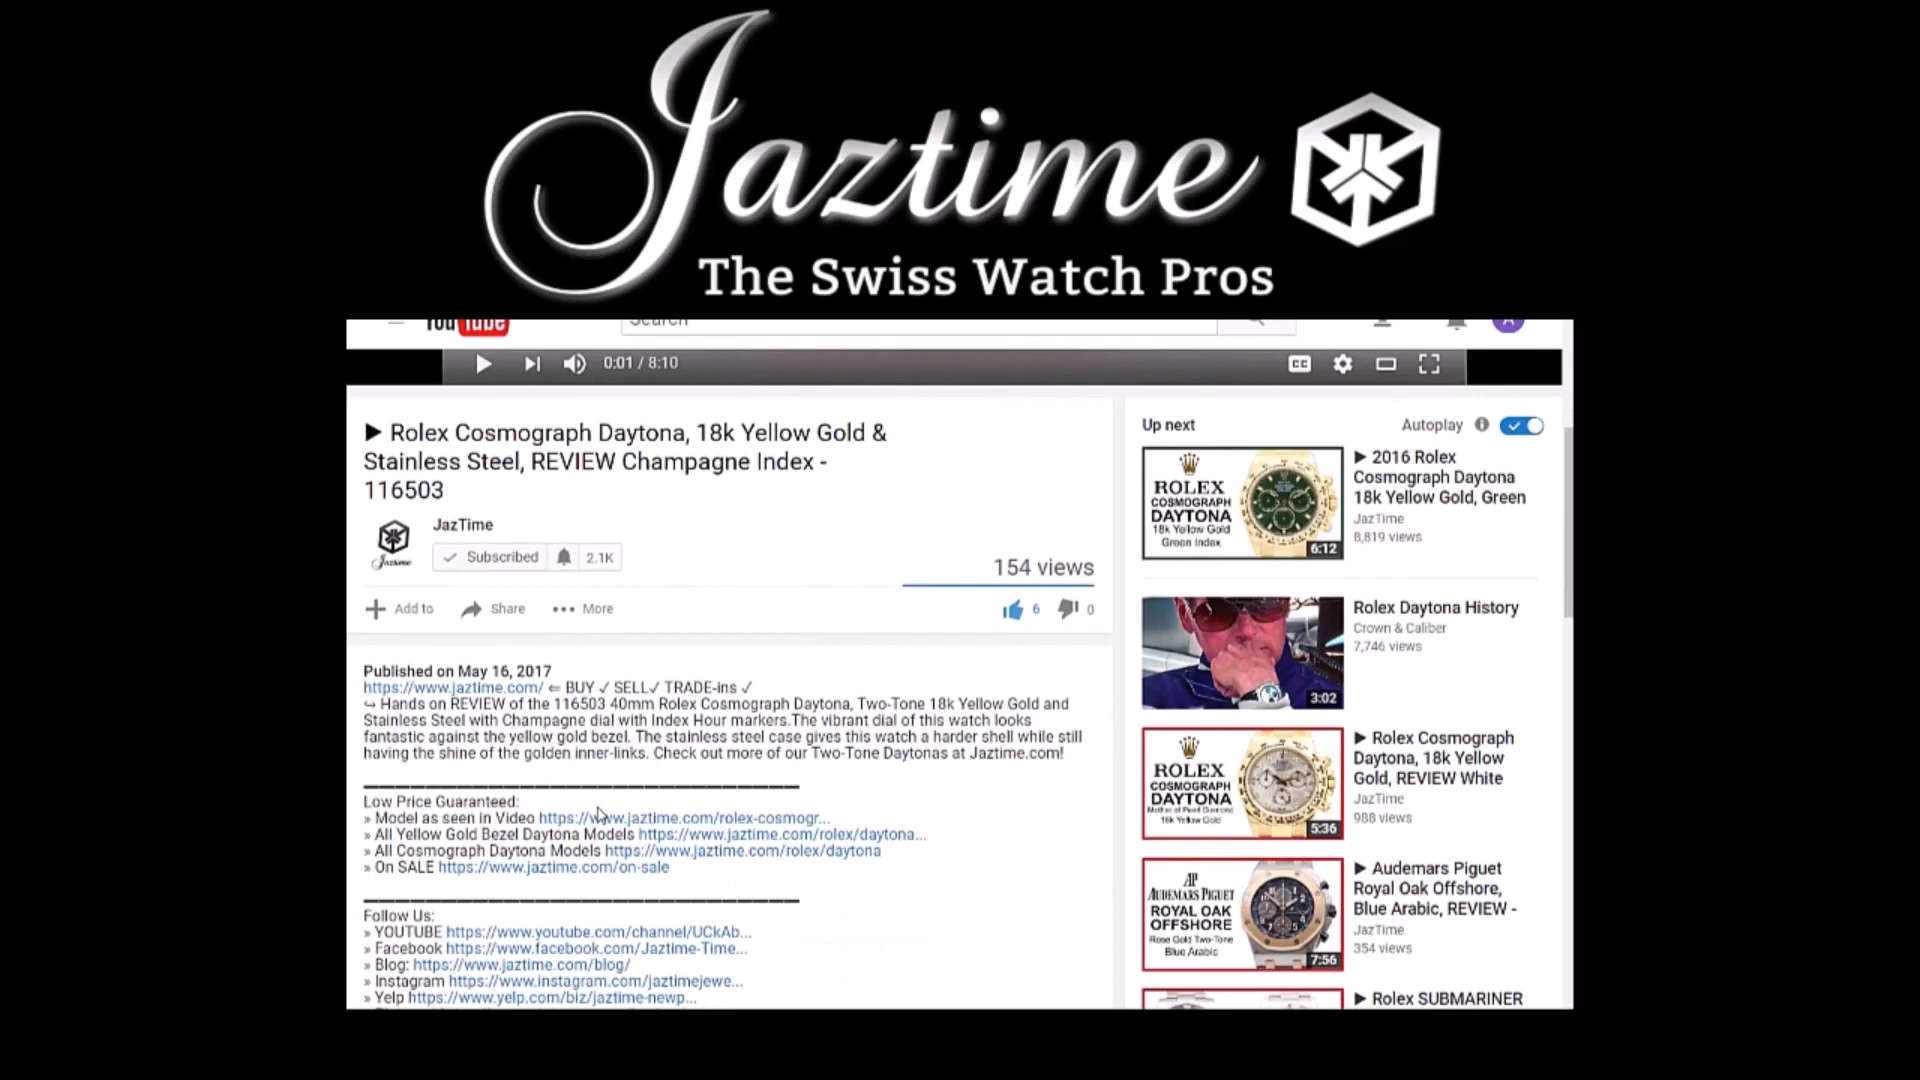 Jaztime
The Swiss Watch Pros
YouTube
Search
0:01 / 8:10
CC
▶ Rolex Cosmograph Daytona, 18k Yellow Gold &
Stainless Steel, REVIEW Champagne Index -
116503
JazTime
Jaztime
Subscribed
2.1K
154 views
Add to
Share
More
6
0
Published on May 16, 2017
https://www.jaztime.com/ ⇐ BUY ✓ SELL✓ TRADE-ins ✓
↪ Hands on REVIEW of the 116503 40mm Rolex Cosmograph Daytona, Two-Tone 18k Yellow Gold and
Stainless Steel with Champagne dial with Index Hour markers.The vibrant dial of this watch looks
fantastic against the yellow gold bezel. The stainless steel case gives this watch a harder shell while still
having the shine of the golden inner-links. Check out more of our Two-Tone Daytonas at Jaztime.com!
Low Price Guaranteed:
» Model as seen in Video https://www.jaztime.com/rolex-cosmogr...
» All Yellow Gold Bezel Daytona Models https://www.jaztime.com/rolex/daytona...
» All Cosmograph Daytona Models https://www.jaztime.com/rolex/daytona
» On SALE https://www.jaztime.com/on-sale
Follow Us:
» YOUTUBE https://www.youtube.com/channel/UCkAb...
» Facebook https://www.facebook.com/Jaztime-Time...
» Blog: https://www.jaztime.com/blog/
» Instagram https://www.instagram.com/jaztimejewe...
» Yelp https://www.yelp.com/biz/jaztime-newp...
Up next
Autoplay
ROLEX
COSMOGRAPH
DAYTONA
18k Yellow Gold
Green Index
6:12
▶ 2016 Rolex
Cosmograph Daytona
18k Yellow Gold, Green
JazTime
8,819 views
3:02
Rolex Daytona History
Crown & Caliber
7,746 views
ROLEX
COSMOGRAPH
DAYTONA
Mother of Pearl Diamond
18k Yellow Gold
5:36
▶ Rolex Cosmograph
Daytona, 18k Yellow
Gold, REVIEW White
JazTime
988 views
AP
AUDEMARS PIGUET
ROYAL OAK
OFFSHORE
Rose Gold Two-Tone
Blue Arabic
7:56
▶ Audemars Piguet
Royal Oak Offshore,
Blue Arabic, REVIEW -
JazTime
354 views
▶ Rolex SUBMARINER